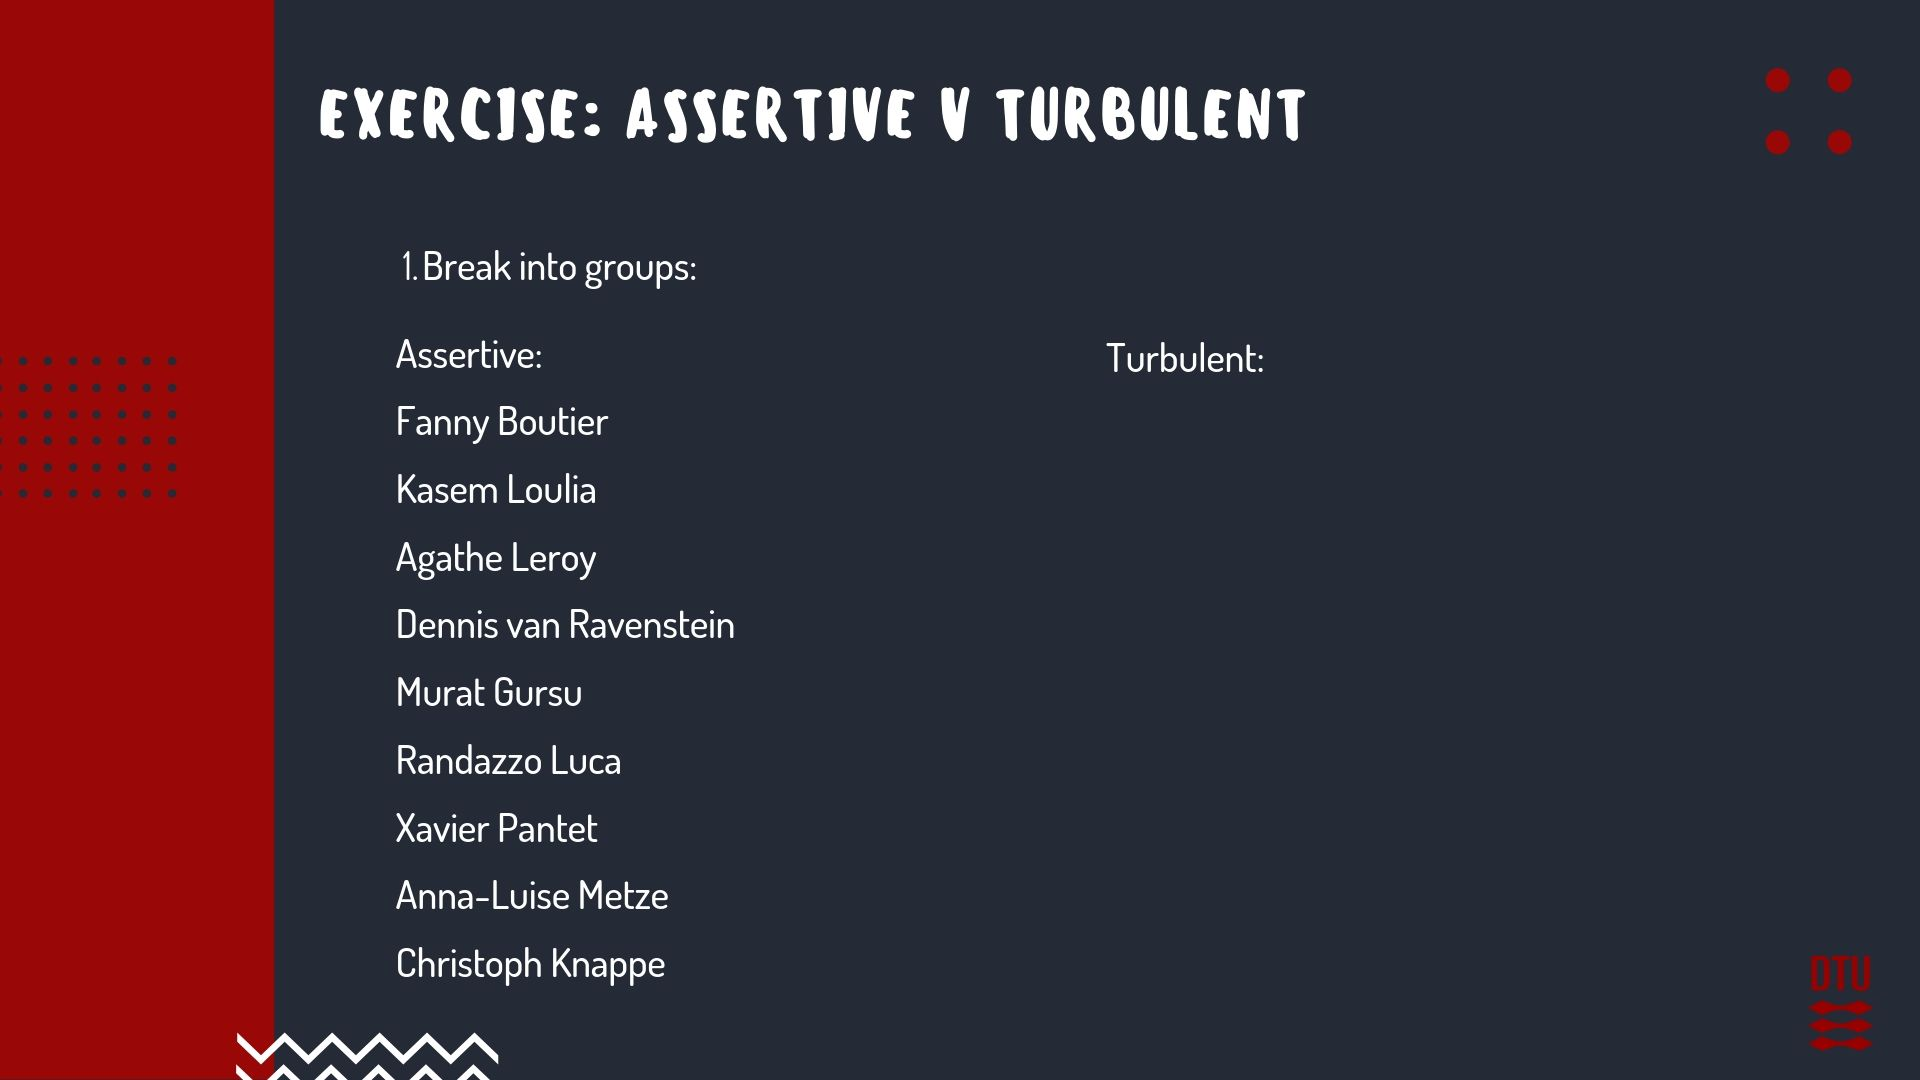 EXERCISE: ASSERTIVE V TURBULENT
1. Break into groups:
Assertive:
Fanny Boutier
Kasem Loulia
Agathe Leroy
Dennis van Ravenstein
Murat Gursu
Randazzo Luca
Xavier Pantet
Anna-Luise Metze
Christoph Knappe
Turbulent:
DTU